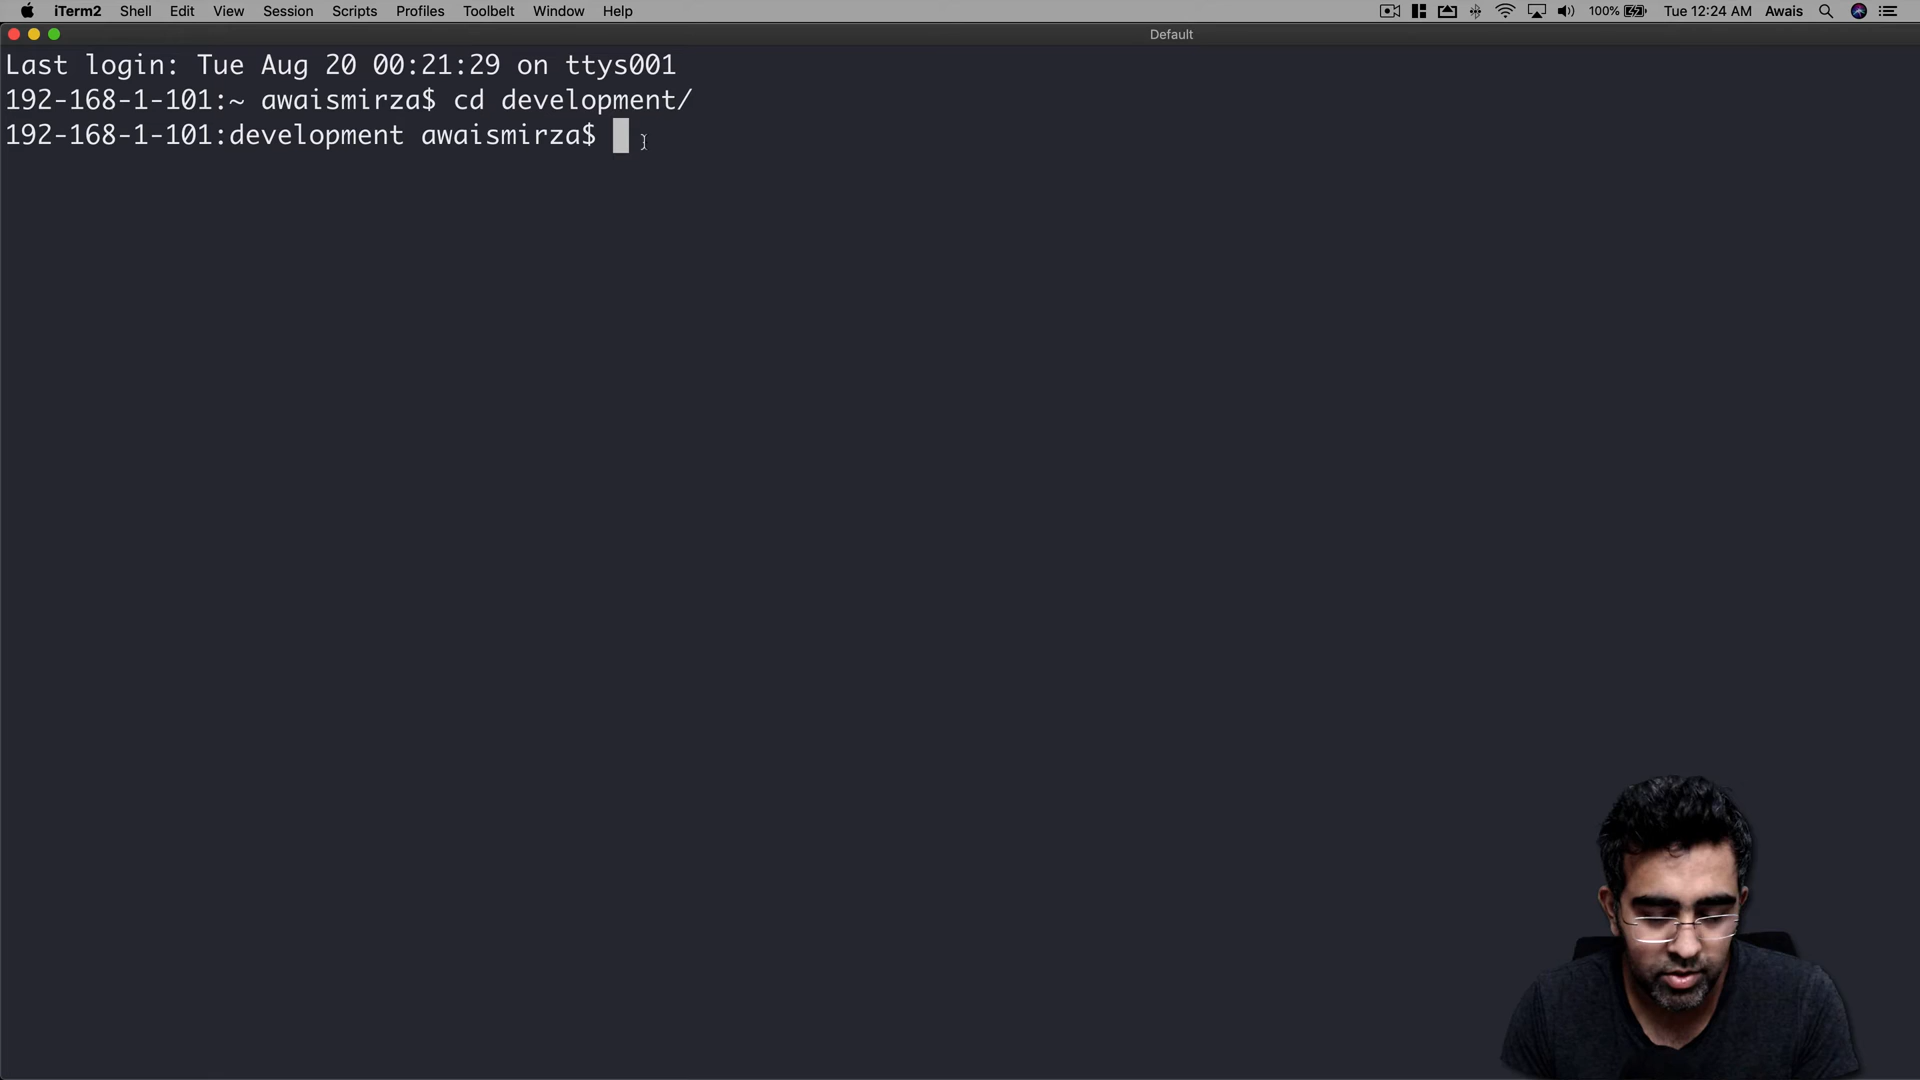 iTerm2 Shell Edit View Session Scripts Profiles Toolbelt Window Help 100% Tue 12:24 AM Awais
Default
Last login: Tue Aug 20 00:21:29 on ttys001
192-168-1-101:~ awaismirza$ cd development/
192-168-1-101:development awaismirza$